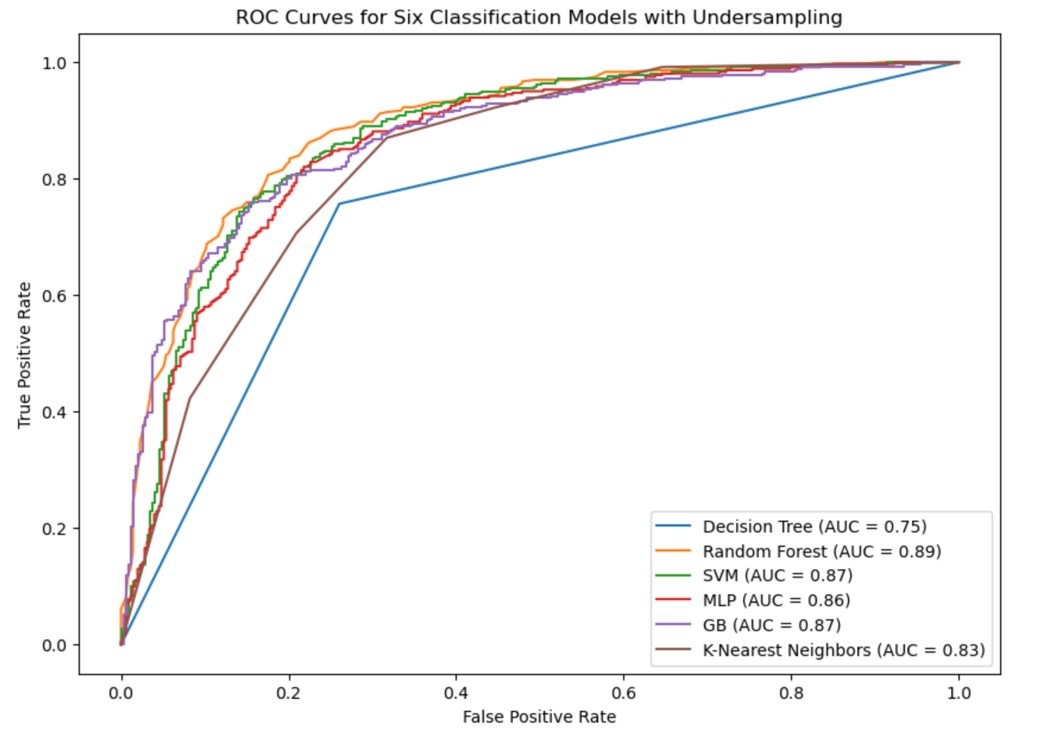 ROC Curves for Six Classification Models with Undersampling
1.0
0.8
0.6
0.4
0.2
0.0
True Positive Rate
0.0 0.2 0.4 0.6 0.8 1.0
False Positive Rate
Decision Tree (AUC = 0.75)
Random Forest (AUC = 0.89)
SVM (AUC = 0.87)
MLP (AUC = 0.86)
GB (AUC = 0.87)
K-Nearest Neighbors (AUC = 0.83)